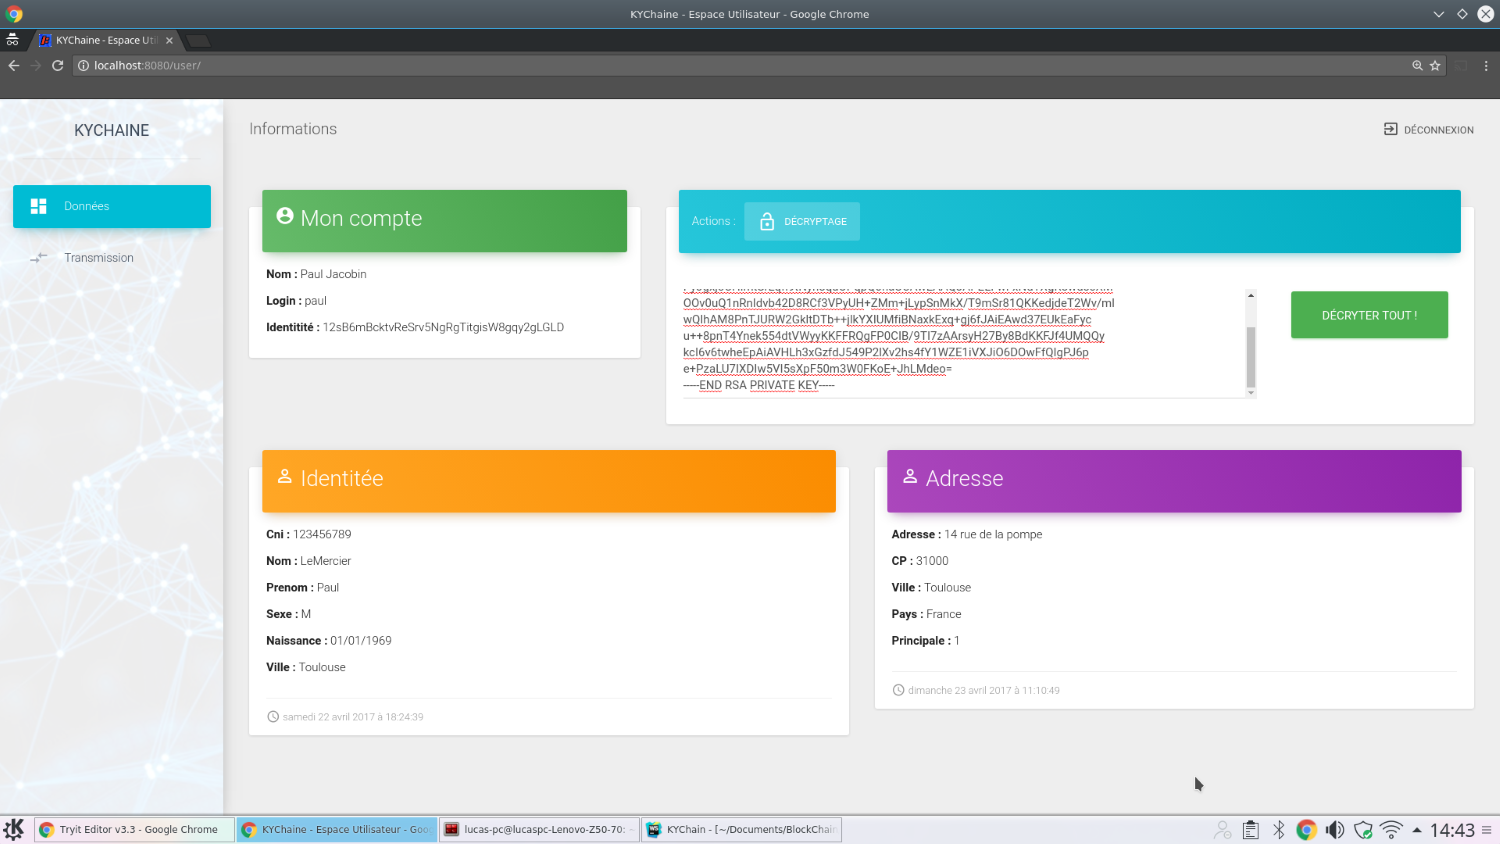 KYChaine - Espace Utilisateur - Google Chrome
KYChaine - Espace Uti
localhost:8080/user/
KYCHAINE
Données
Transmission
Informations
DÉCONNEXION
Mon compte
Nom : Paul Jacobin
Login : paul
Identitité : 12sB6mBcktvReSrv5NgRgTitgisW8gqy2gLGLD
Actions :
DÉCRYPTAGE
OOv0uQ1nRnIdvb42D8RCf3VPyUH+ZMm+jLypSnMkX/T9mSr81QKKedjdeT2Wv/mI
wQIhAM8PnTJURW2GkItDTb++jIkYXIUMfiBNaxkExq+gj6fJAiEAwd37EUkEaFyc
u++8pnT4Ynek554dtVWyyKKFFRQgFP0CIB/9TI7zAArsyH27By8BdKKFJf4UMQQy
kcI6v6twheEpAiAVHLh3xGzfdJ549P2IXv2hs4fY1WZE1iVXJiO6DOwFfQIgPJ6p
e+PzaLU7IXDIw5VI5sXpF50m3W0FKoE+JhLMdeo=
-----END RSA PRIVATE KEY-----
DÉCRYTER TOUT !
Identitée
Cni : 123456789
Nom : LeMercier
Prenom : Paul
Sexe : M
Naissance : 01/01/1969
Ville : Toulouse
samedi 22 avril 2017 à 18:24:39
Adresse
Adresse : 14 rue de la pompe
CP : 31000
Ville : Toulouse
Pays : France
Principale : 1
dimanche 23 avril 2017 à 11:10:49
Tryit Editor v3.3 - Google Chrome
KYChaine - Espace Utilisateur - Goo
lucas-pc@lucaspc-Lenovo-Z50-70: ~
KYChain - [~/Documents/BlockChain
14:43